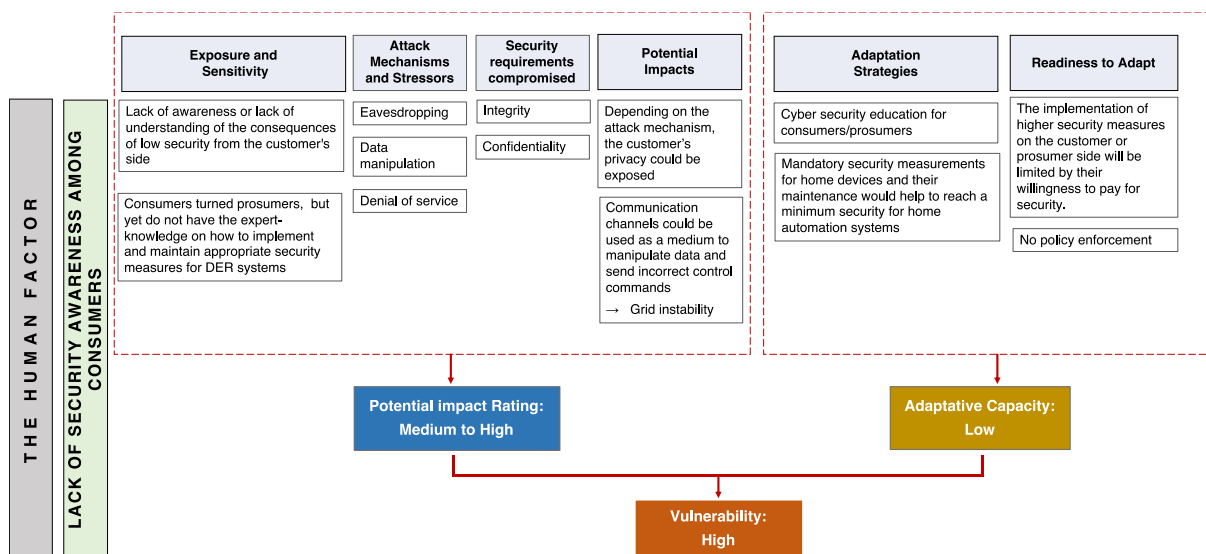 THE HUMAN FACTOR
LACK OF SECURITY AWARENESS AMONG
CONSUMERS
Exposure and
Sensitivity
Lack of awareness or lack of
understanding of the consequences
of low security from the customer's
side
Consumers turned prosumers, but
yet do not have the expert-
knowledge on how to implement
and maintain appropriate security
measures for DER systems
Attack
Mechanisms
and Stressors
Eavesdropping
Data
manipulation
Denial of service
Security
requirements
compromised
Integrity
Confidentiality
Potential
Impacts
Depending on the
attack mechanism,
the customer's
privacy could be
exposed
Communication
channels could be
used as a medium to
manipulate data and
send incorrect control
commands
→ Grid instability
Adaptation
Strategies
Cyber security education for
consumers/prosumers
Mandatory security measurements
for home devices and their
maintenance would help to reach a
minimum security for home
automation systems
Readiness to Adapt
The implementation of
higher security measures
on the customer or
prosumer side will be
limited by their
willingness to pay for
security.
No policy enforcement
Potential impact Rating:
Medium to High
Adaptative Capacity:
Low
Vulnerability:
High